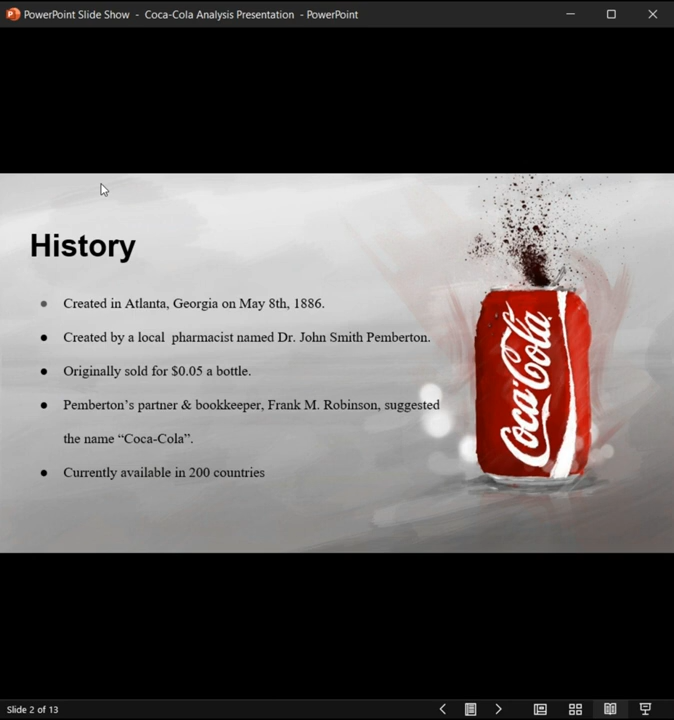 PowerPoint Slide Show - Coca-Cola Analysis Presentation - PowerPoint
History
Created in Atlanta, Georgia on May 8th, 1886.
Created by a local pharmacist named Dr. John Smith Pemberton.
Originally sold for $0.05 a bottle.
Pemberton’s partner & bookkeeper, Frank M. Robinson, suggested
the name “Coca-Cola”.
Currently available in 200 countries
Coca-Cola
Slide 2 of 13